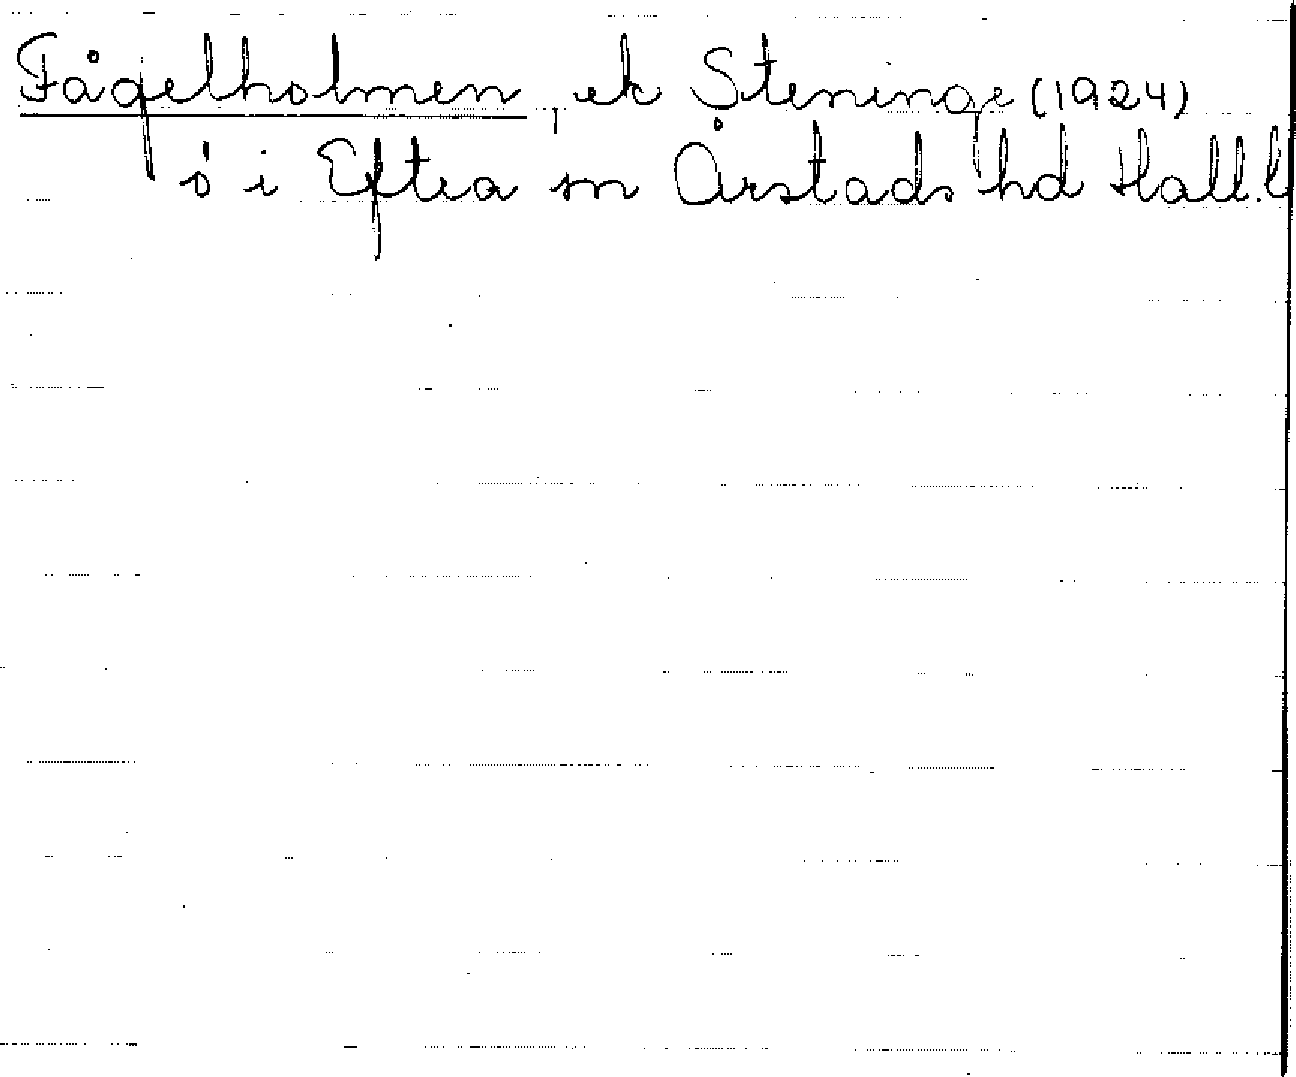 Fågelholmen, ek Steninge (1924)
ö i Eftra sn Årstads hd Hall.l